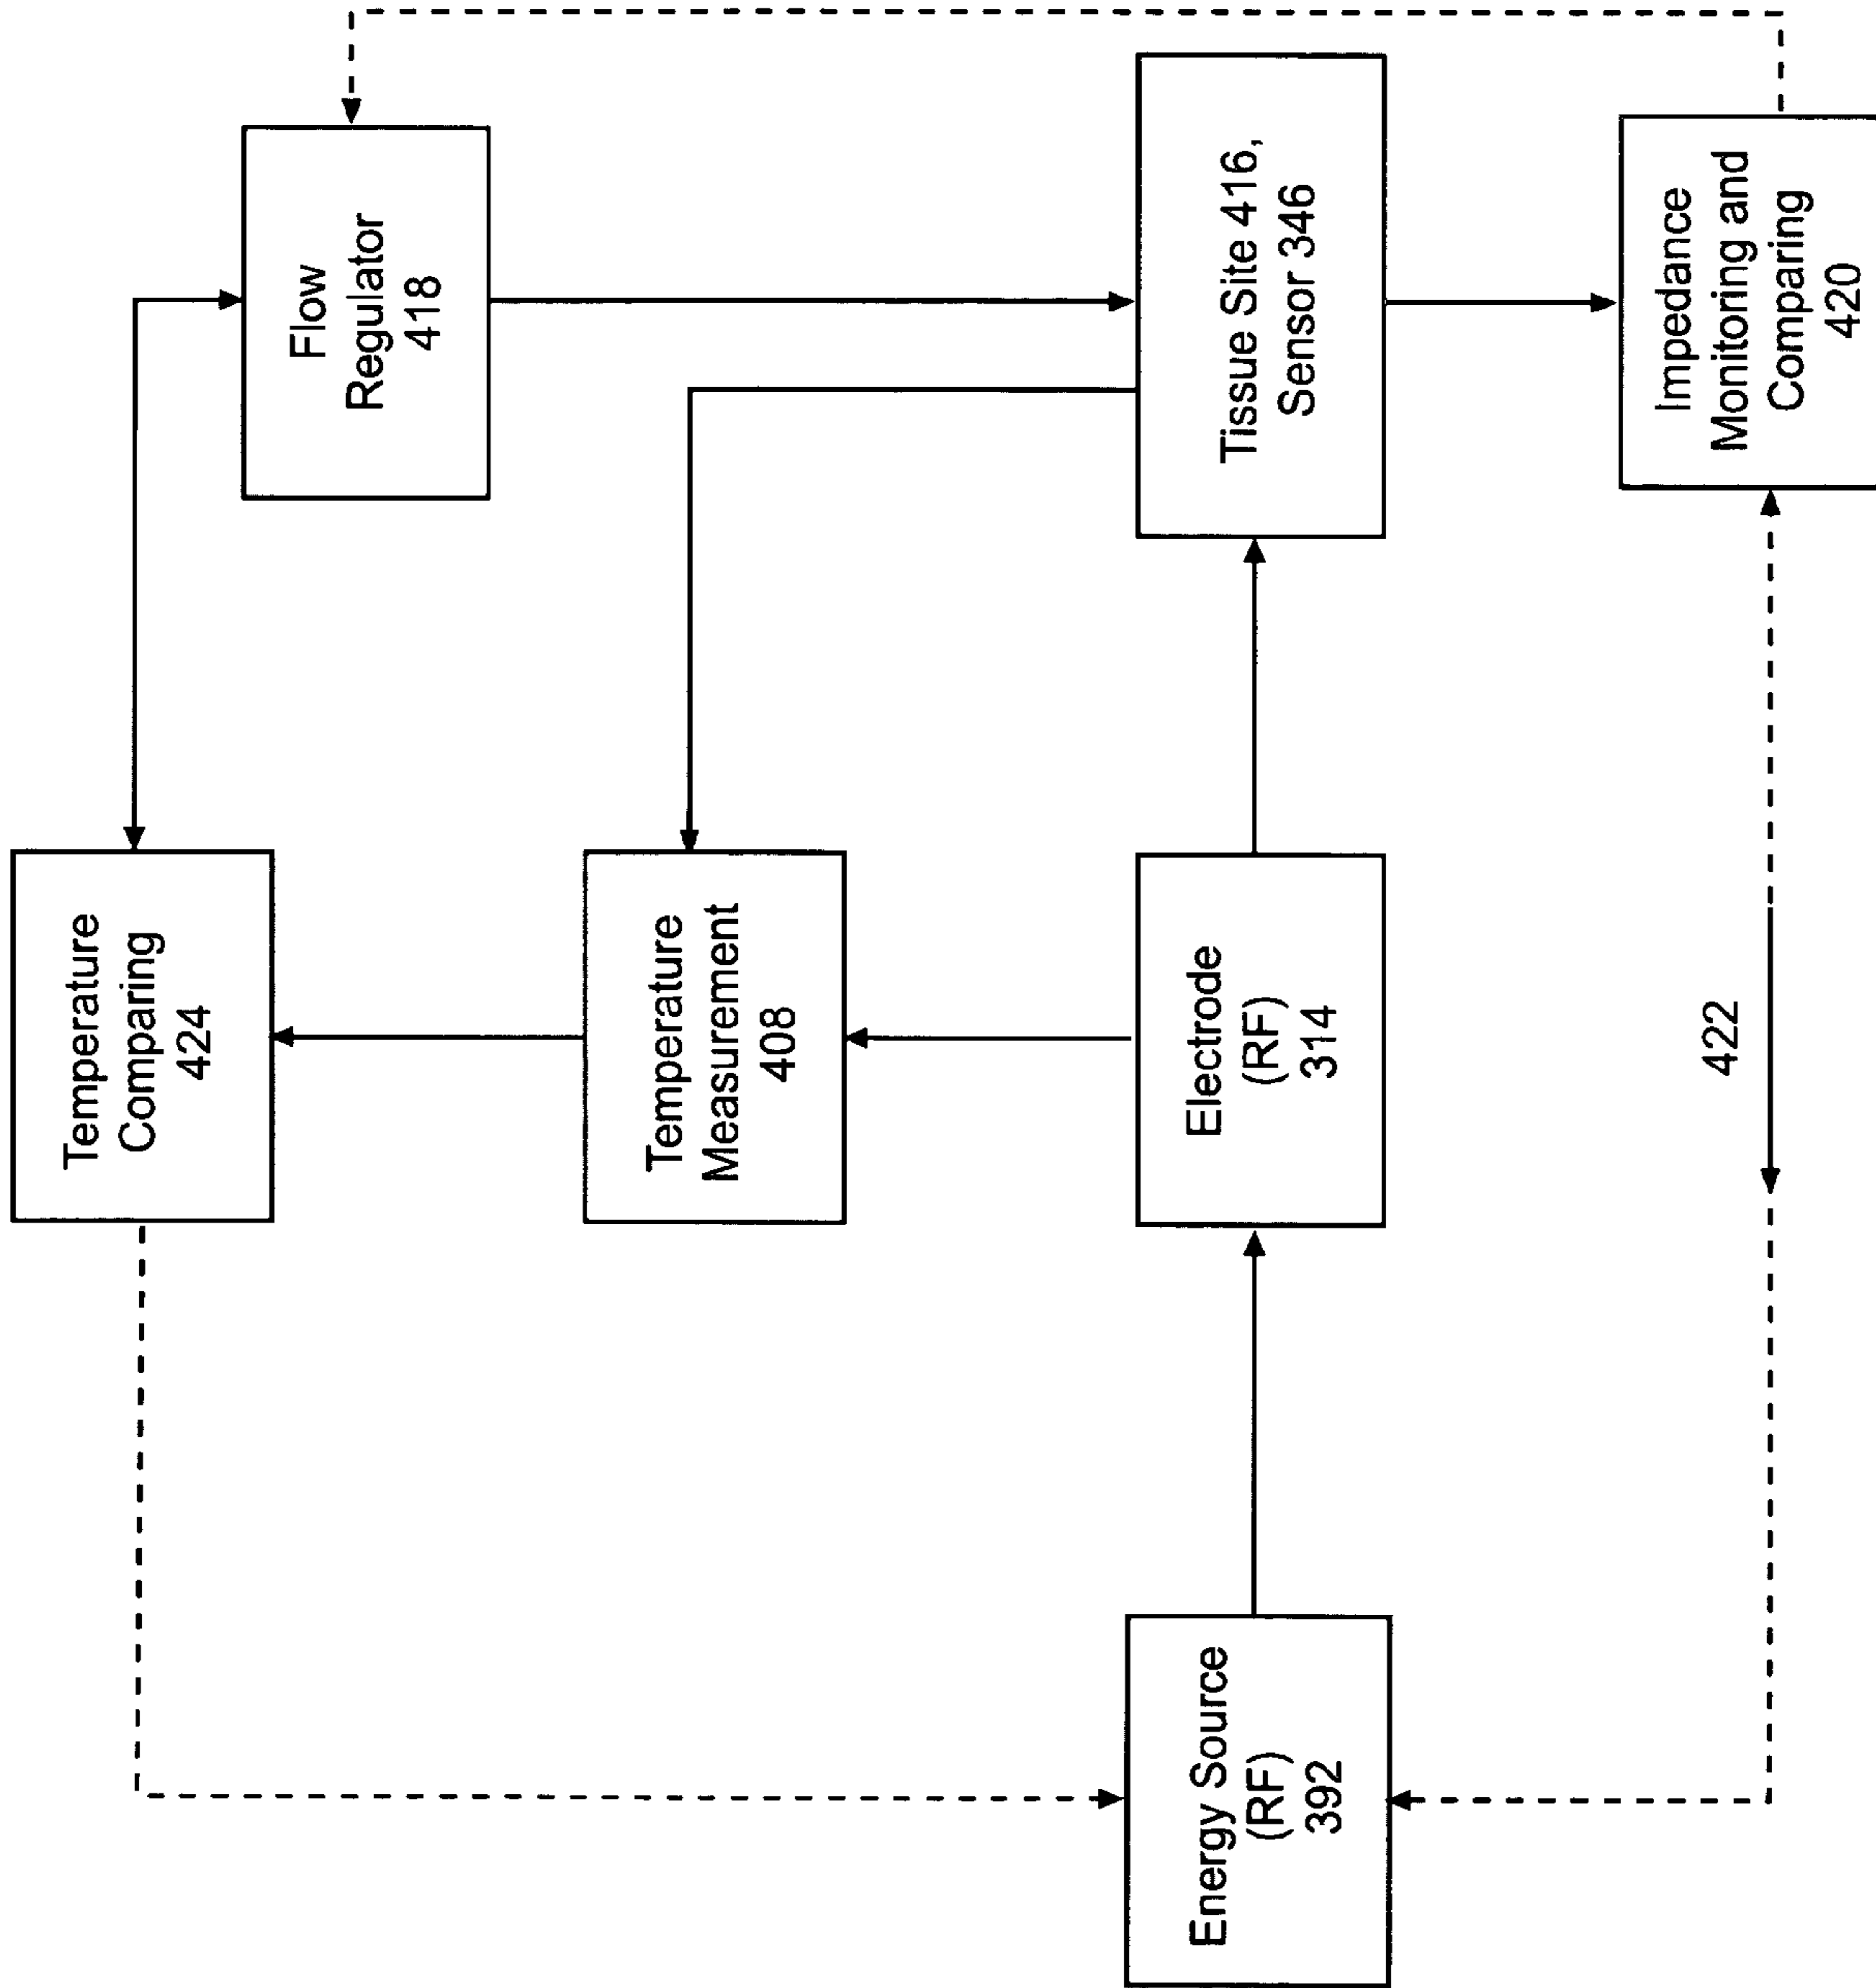 Temperature
Comparing
424
Flow
Regulator
418
Temperature
Measurement
408
Energy Source
(RF)
392
Electrode
(RF)
314
Tissue Site 416,
Sensor 346
422
Impedance
Monitoring and
Comparing
420